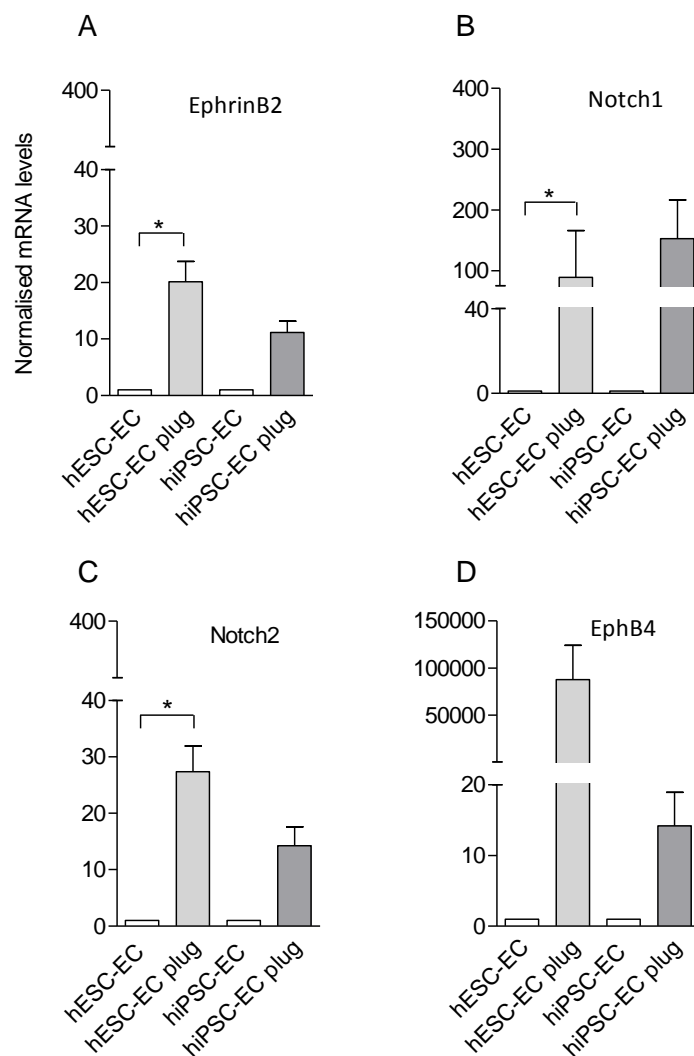 A
EphrinB2
Normalised mRNA levels
400
40
30
20
10
0
*
hESC-EC
hESC-EC plug
hiPSC-EC
hiPSC-EC plug
B
Notch1
400
300
200
100
40
0
*
hESC-EC
hESC-EC plug
hiPSC-EC
hiPSC-EC plug
C
Notch2
400
40
30
20
10
0
*
hESC-EC
hESC-EC plug
hiPSC-EC
hiPSC-EC plug
D
EphB4
150000
100000
50000
20
10
0
hESC-EC
hESC-EC plug
hiPSC-EC
hiPSC-EC plug